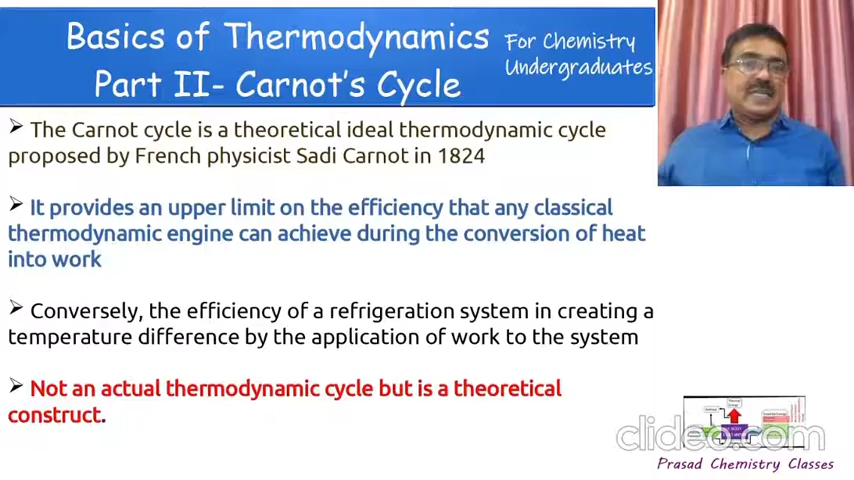 Basics of Thermodynamics
Part II- Carnot's Cycle
For Chemistry
Undergraduates
➢ The Carnot cycle is a theoretical ideal thermodynamic cycle
proposed by French physicist Sadi Carnot in 1824
➢ It provides an upper limit on the efficiency that any classical
thermodynamic engine can achieve during the conversion of heat
into work
➢ Conversely, the efficiency of a refrigeration system in creating a
temperature difference by the application of work to the system
➢ Not an actual thermodynamic cycle but is a theoretical
construct.
clideo.com
Prasad Chemistry Classes